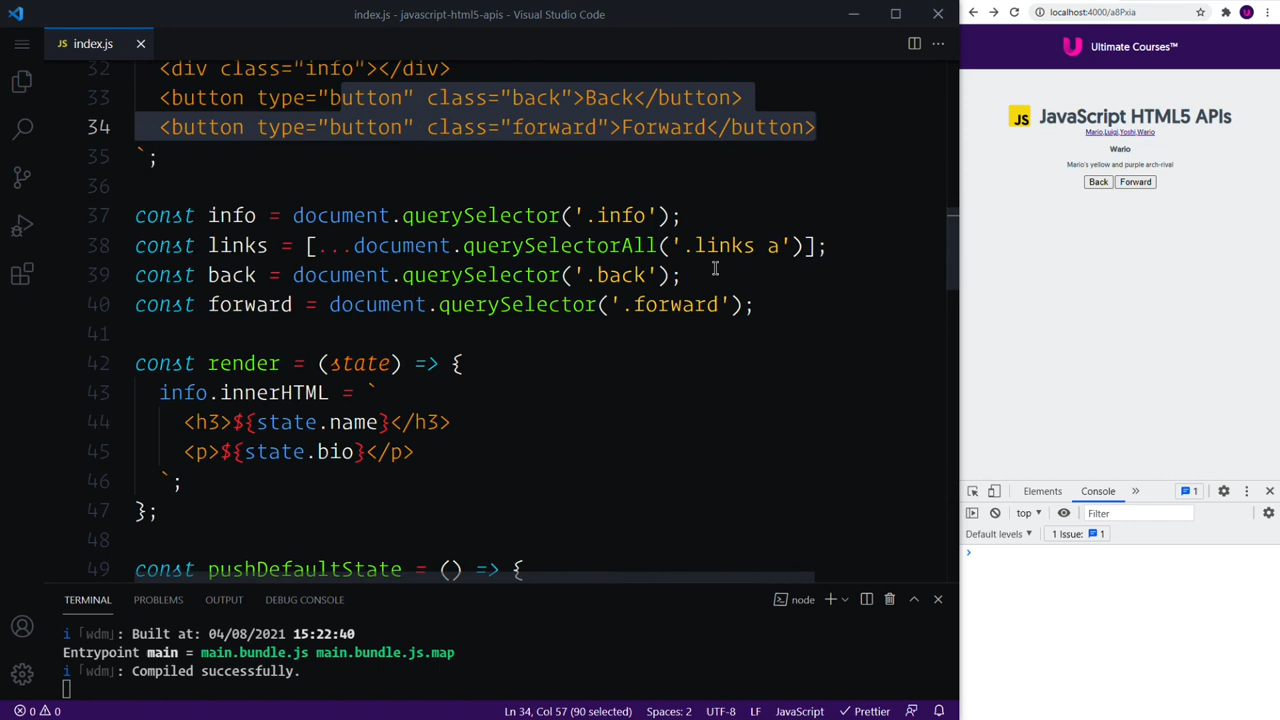 index.js - javascript-html5-apis - Visual Studio Code
JS index.js
32 <div class="info"></div>
33 <button type="button" class="back">Back</button>
34 <button type="button" class="forward">Forward</button>
35 `;
36
37 const info = document.querySelector('.info');
38 const links = [...document.querySelectorAll('.links a')];
39 const back = document.querySelector('.back');
40 const forward = document.querySelector('.forward');
41
42 const render = (state) => {
43 info.innerHTML = `
44 <h3>${state.name}</h3>
45 <p>${state.bio}</p>
46 `;
47 };
48
49 const pushDefaultState = () => {
TERMINAL PROBLEMS OUTPUT DEBUG CONSOLE node
i ｢wdm｣: Built at: 04/08/2021 15:22:40
Entrypoint main = main.bundle.js main.bundle.js.map
i ｢wdm｣: Compiled successfully.
0 0 Ln 34, Col 57 (90 selected) Spaces: 2 UTF-8 LF JavaScript Prettier
localhost:4000/a8Pxia
Ultimate Courses™
JS JavaScript HTML5 APIs
Mario,Luigi,Yoshi,Wario
Wario
Mario's yellow and purple arch-rival
Back Forward
Elements Console » 1
top Filter
Default levels 1 Issue: 1